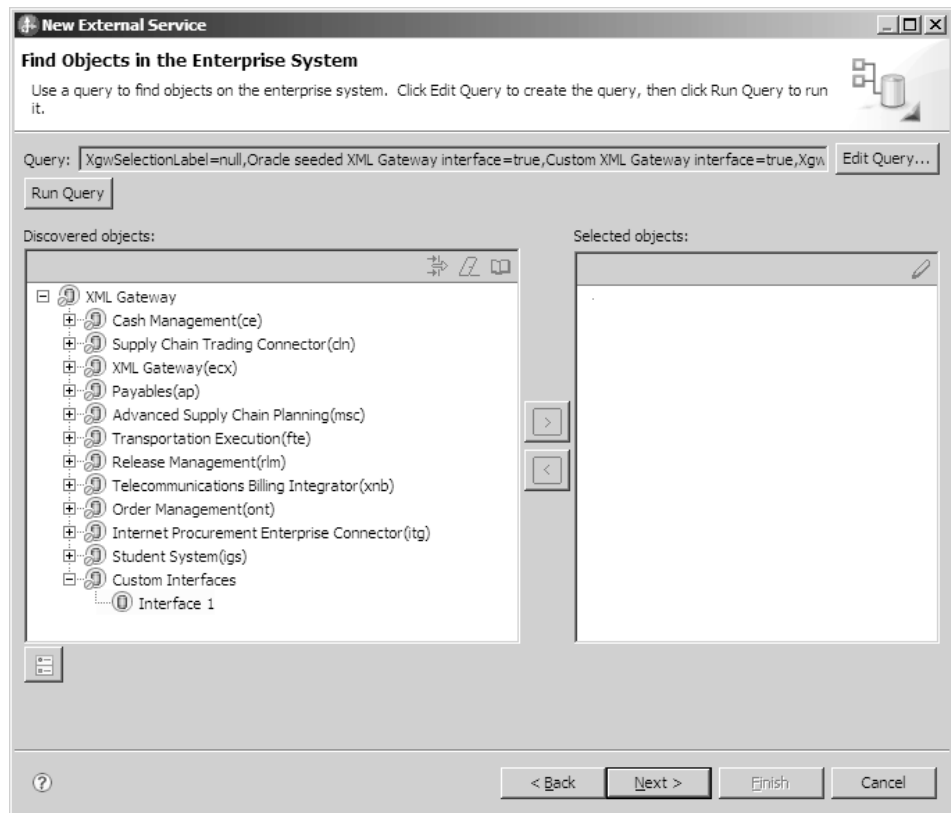 New External Service
Find Objects in the Enterprise System
Use a query to find objects on the enterprise system. Click Edit Query to create the query, then click Run Query to run
it.
Query: XgwSelectionLabel=null,Oracle seeded XML Gateway interface=true,Custom XML Gateway interface=true,Xgw Edit Query...
Run Query
Discovered objects: Selected objects:
XML Gateway
Cash Management(ce)
Supply Chain Trading Connector(cln)
XML Gateway(ecx)
Payables(ap)
Advanced Supply Chain Planning(msc)
Transportation Execution(fte)
Release Management(rlm)
Telecommunications Billing Integrator(xnb)
Order Management(ont)
Internet Procurement Enterprise Connector(itg)
Student System(igs)
Custom Interfaces
Interface 1
> 
<
? < Back Next > Finish Cancel